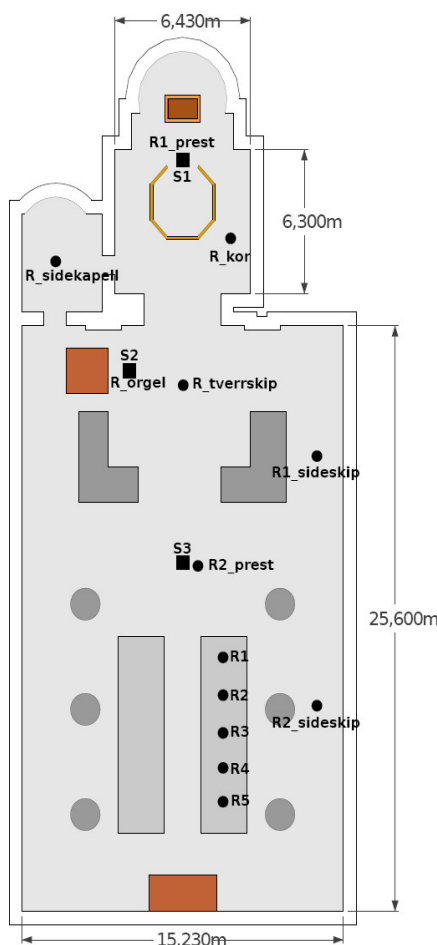 6,430m
R1_prest
S1
6,300m
R_kor
R_sidekapell
S2
R_orgel
R_tverrskip
R1_sideskip
S3
R2_prest
25,600m
R1
R2
R2_sideskip
R3
R4
R5
15,230m